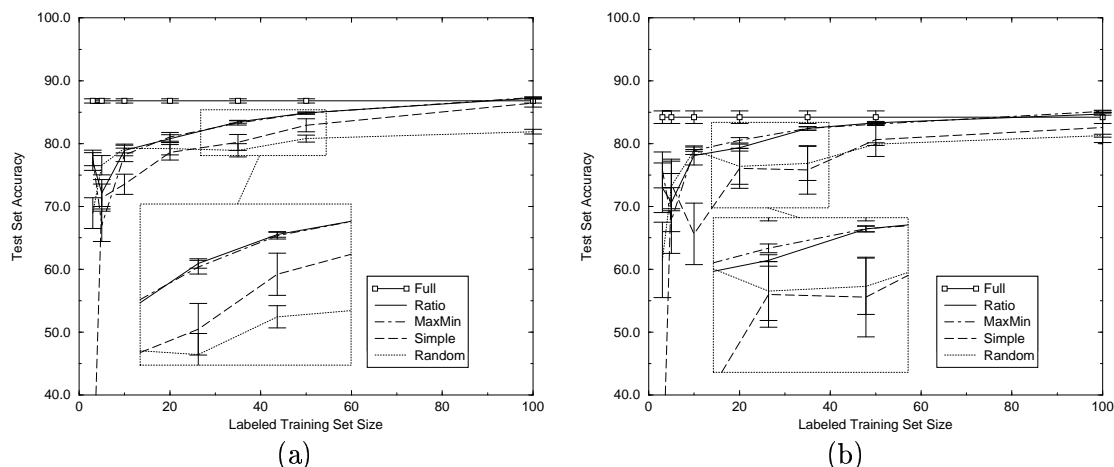 100.0
90.0
80.0
70.0
60.0
50.0
40.0
Test Set Accuracy
0 20 40 60 80 100
Labeled Training Set Size
Full
Ratio
MaxMin
Simple
Random
(a)
100.0
90.0
80.0
70.0
60.0
50.0
40.0
Test Set Accuracy
0 20 40 60 80 100
Labeled Training Set Size
Full
Ratio
MaxMin
Simple
Random
(b)